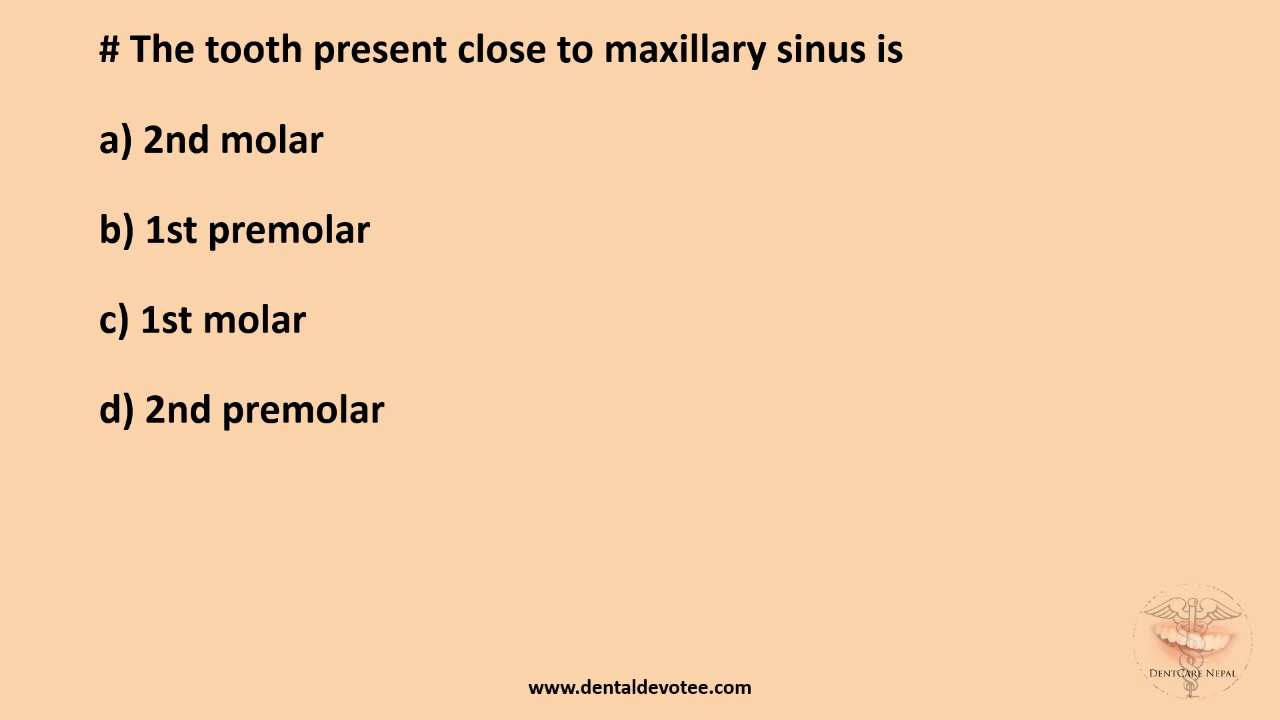 # The tooth present close to maxillary sinus is
a) 2nd molar
b) 1st premolar
c) 1st molar
d) 2nd premolar
DentCare Nepal
www.dentaldevotee.com